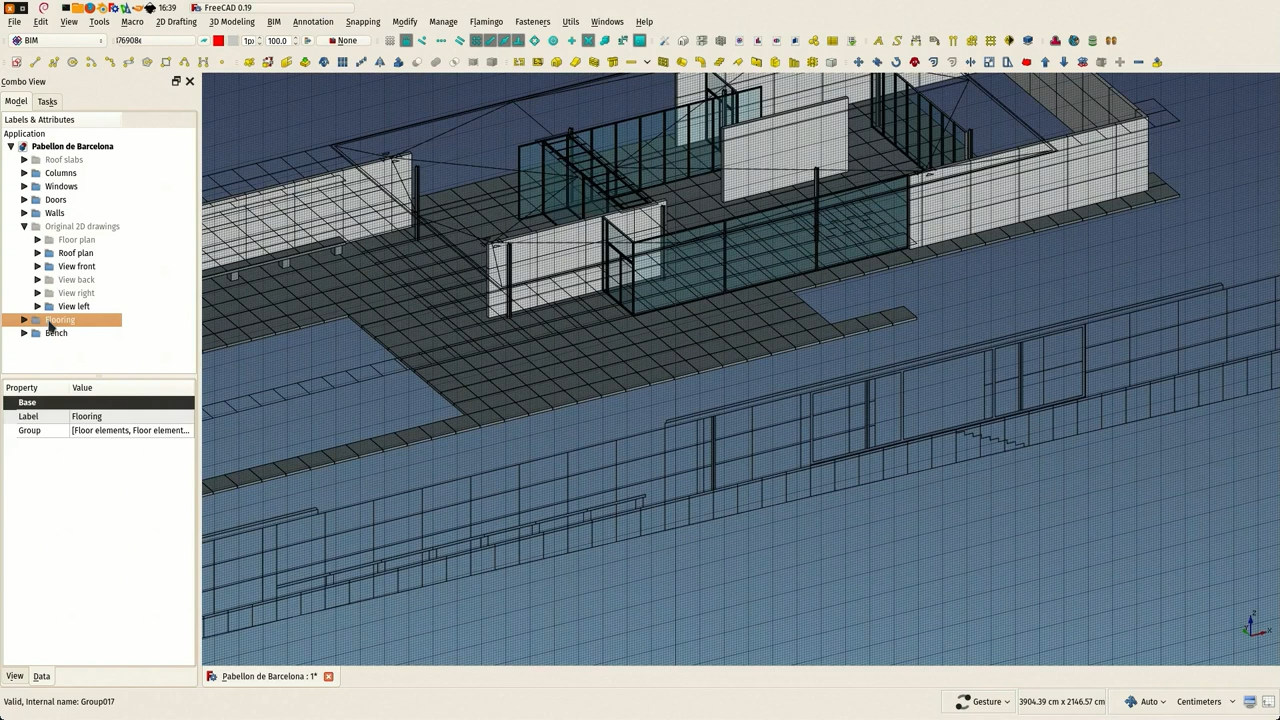 16:39 FreeCAD 0.19
File Edit View Tools Macro 2D Drafting 3D Modeling BIM Annotation Snapping Modify Manage Flamingo Fasteners Utils Windows Help
BIM 1px 100.0 None
Combo View
Model Tasks
Labels & Attributes
Application
Pabellon de Barcelona
Roof slabs
Columns
Windows
Doors
Walls
Original 2D drawings
Floor plan
Roof plan
View front
View back
View right
View left
Flooring
Bench
Property Value
Base
Label Flooring
Group [Floor elements, Floor element...
View Data
Pabellon de Barcelona : 1*
Valid, Internal name: Group017
Gesture 3904.39 cm x 2146.57 cm Auto Centimeters
Z
X